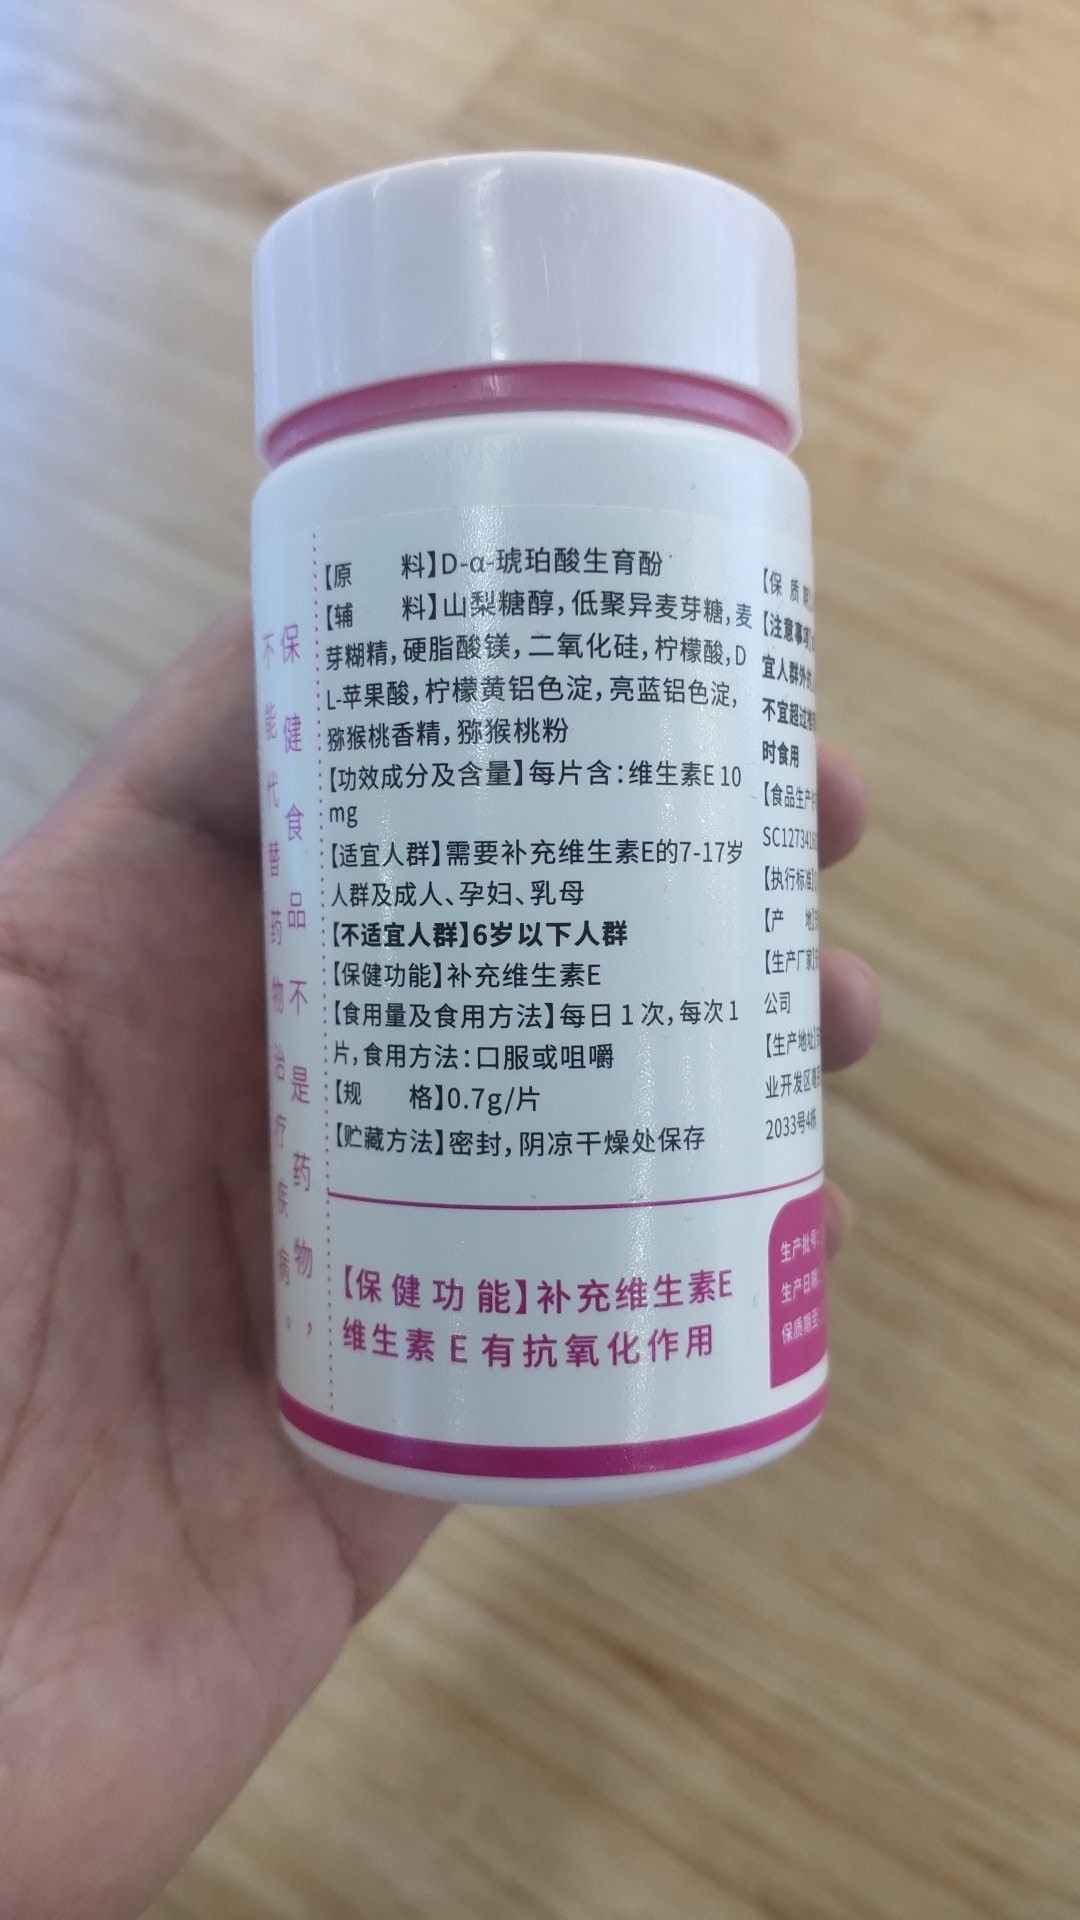 保健食品不是药物，
不能代替药物治疗疾病。
【原 料】D-α-琥珀酸生育酚
【辅 料】山梨糖醇,低聚异麦芽糖,麦
芽糊精,硬脂酸镁,二氧化硅,柠檬酸,D
L-苹果酸,柠檬黄铝色淀,亮蓝铝色淀,
猕猴桃香精,猕猴桃粉
【功效成分及含量】每片含:维生素E 10
mg
【适宜人群】需要补充维生素E的7-17岁
人群及成人、孕妇、乳母
【不适宜人群】6岁以下人群
【保健功能】补充维生素E
【食用量及食用方法】每日1次,每次1
片,食用方法:口服或咀嚼
【规 格】0.7g/片
【贮藏方法】密封,阴凉干燥处保存
【保健功能】补充维生素E
维生素E有抗氧化作用
【保 质 期】
【注意事项】
宜人群外
不宜超过推
时食用
【食品生产
SC12734
【执行标准】
【产 地】
【生产厂家】
公司
【生产地址】
业开发区
2033号4栋
生产批号:
生产日期:
保质期至: